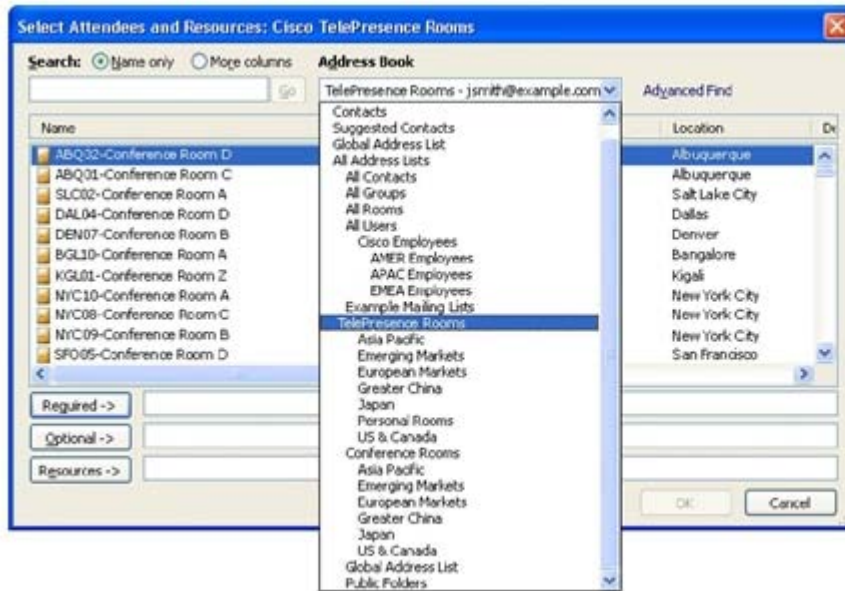 Select Attendees and Resources: Cisco TelePresence Rooms
Search: Name only More columns Address Book
Go TelePresence Rooms - jsmith@example.com Advanced Find
Name Location De
ABQ32-Conference Room D Albuquerque
ABQ01-Conference Room C Albuquerque
SLC02-Conference Room A Salt Lake City
DAL04-Conference Room D Dallas
DEN07-Conference Room B Denver
BGL10-Conference Room A Bangalore
KGL01-Conference Room Z Kigali
NYC10-Conference Room A New York City
NYC08-Conference Room C New York City
NYC09-Conference Room B New York City
SFO05-Conference Room D San Francisco
Contacts
Suggested Contacts
Global Address List
All Address Lists
All Contacts
All Groups
All Rooms
All Users
Cisco Employees
AMER Employees
APAC Employees
EMEA Employees
Example Mailing Lists
TelePresence Rooms
Asia Pacific
Emerging Markets
European Markets
Greater China
Japan
Personal Rooms
US & Canada
Conference Rooms
Asia Pacific
Emerging Markets
European Markets
Greater China
Japan
US & Canada
Global Address List
Public Folders
Required ->
Optional ->
Resources ->
OK Cancel